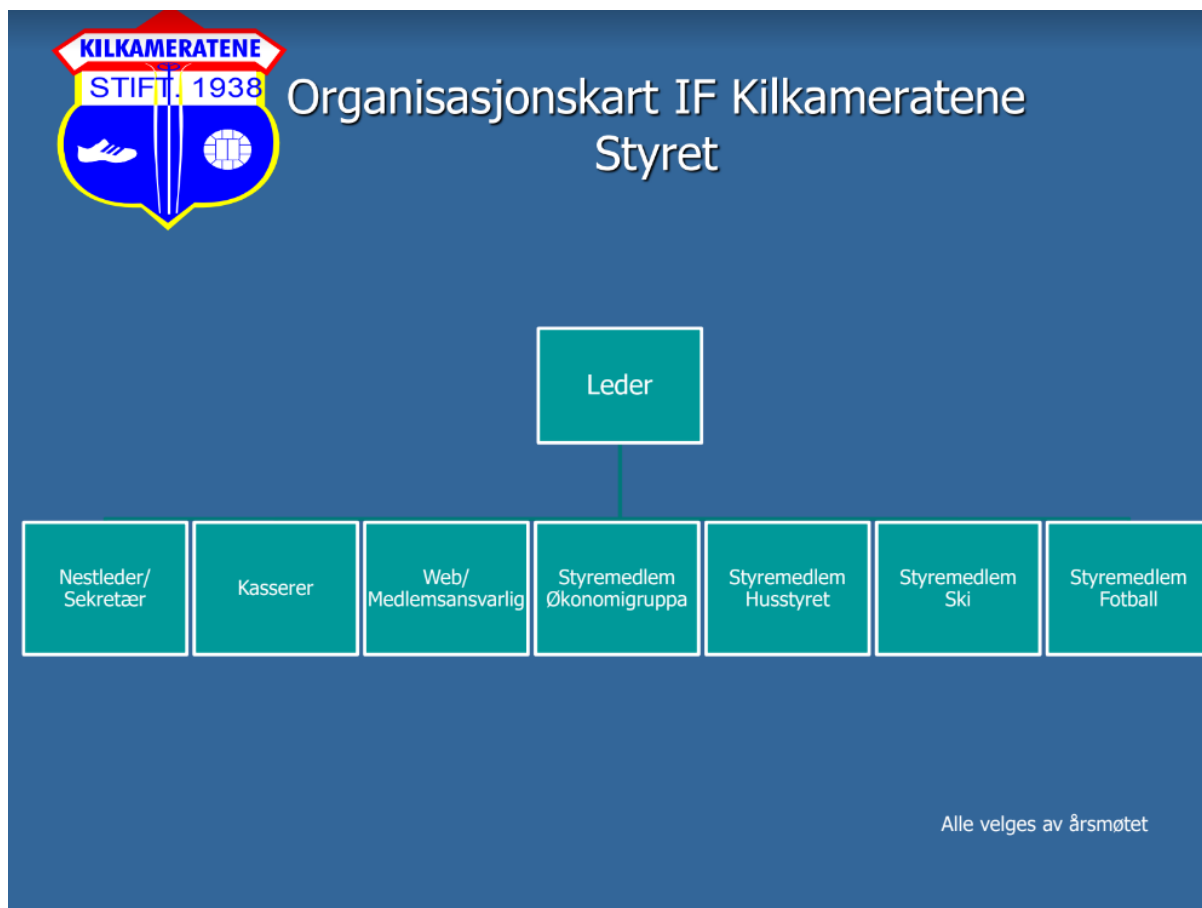 KILKAMERATENE
STIFT. 1938
Organisasjonskart IF Kilkameratene
Styret
Leder
Nestleder/
Sekretær
Kasserer
Web/
Medlemsansvarlig
Styremedlem
Økonomigruppa
Styremedlem
Husstyret
Styremedlem
Ski
Styremedlem
Fotball
Alle velges av årsmøtet